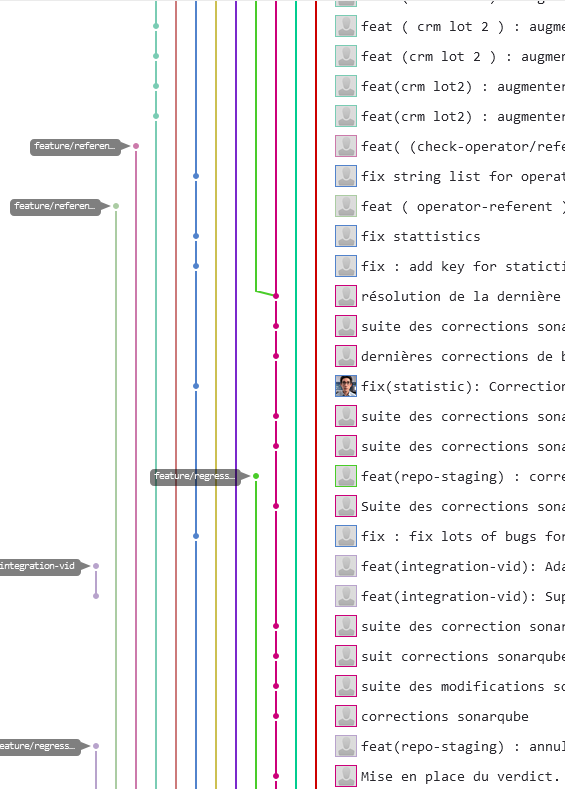 feat ( crm lot 2 ) : augme
feat (crm lot 2 ) : augmen
feat(crm lot2) : augmenter
feat(crm lot2) : augmenter
feature/referen…
feat( (check-operator/refe
fix string list for operat
feature/referen…
feat ( operator-referent )
fix stattistics
fix : add key for staticti
résolution de la dernière
suite des corrections sona
dernières corrections de b
fix(statistic): Correction
suite des corrections sona
suite des corrections sona
feature/regress…
feat(repo-staging) : corre
Suite des corrections sona
fix : fix lots of bugs for
integration-vid
feat(integration-vid): Ada
feat(integration-vid): Sup
suite des correction sonar
suit corrections sonarqube
suite des modifications so
corrections sonarqube
eature/regress…
feat(repo-staging) : annul
Mise en place du verdict.